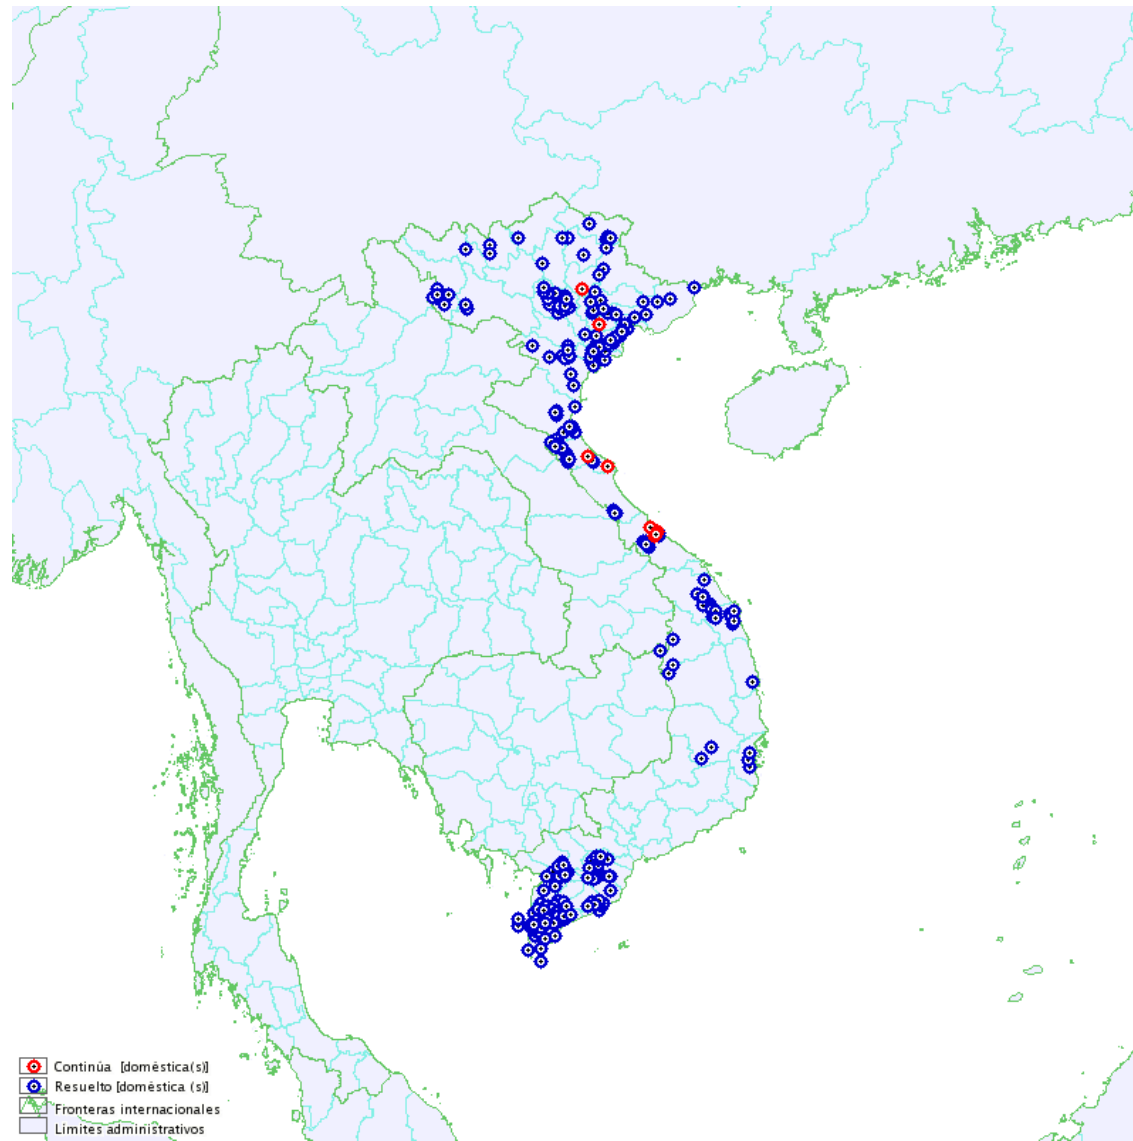 Continúa [doméstica(s)]
Resuelto [doméstica (s)]
Fronteras internacionales
Límites administrativos